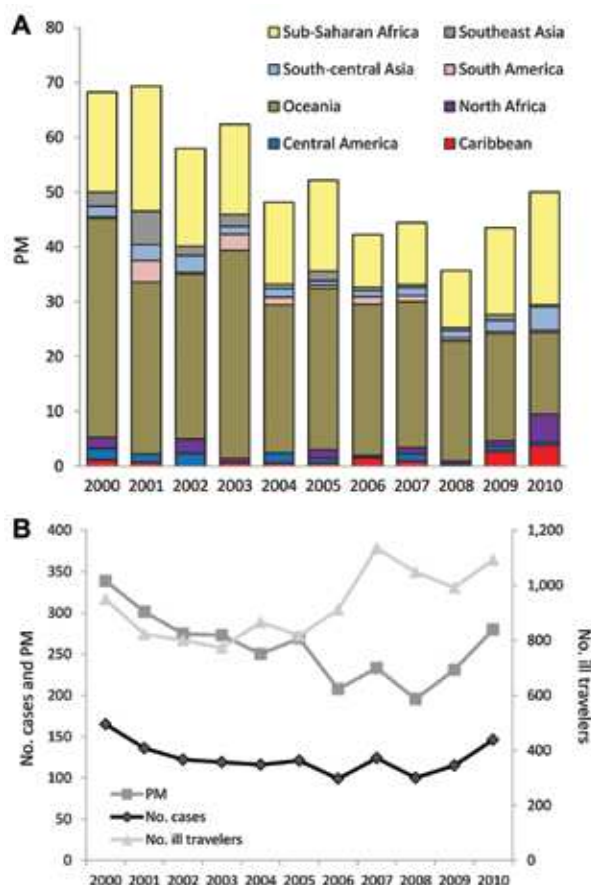 A
80
70
60
50
40
30
20
10
0
PM
Sub-Saharan Africa
Southeast Asia
South-central Asia
South America
Oceania
North Africa
Central America
Caribbean
2000 2001 2002 2003 2004 2005 2006 2007 2008 2009 2010
B
400
350
300
250
200
150
100
50
0
No. cases and PM
1,200
1,000
800
600
400
200
0
No. ill travelers
PM
No. cases
No. ill travelers
2000 2001 2002 2003 2004 2005 2006 2007 2008 2009 2010